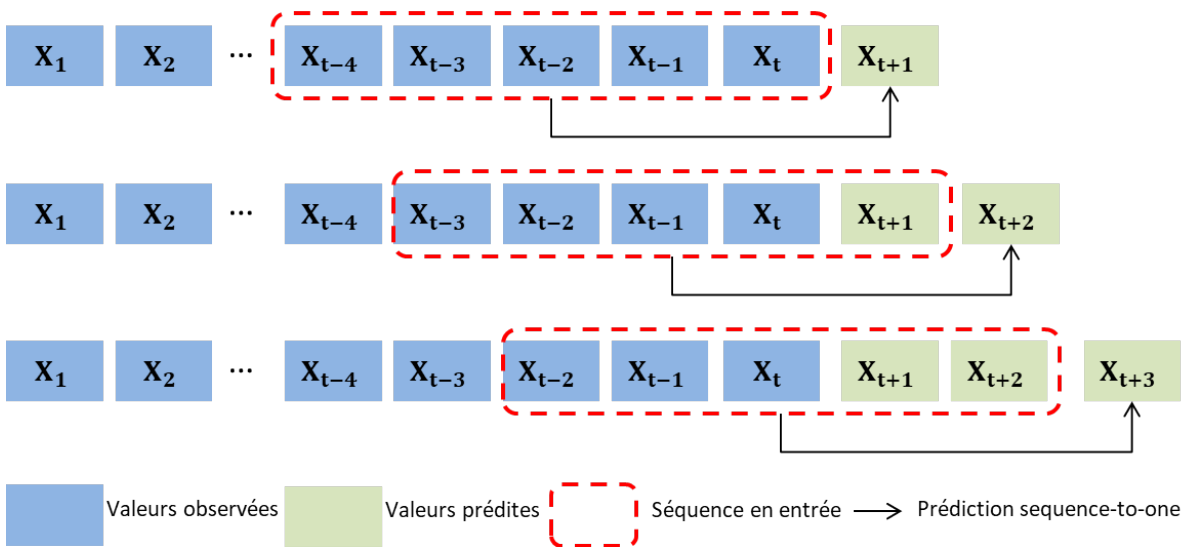 X₁ X₂ ... Xₜ₋₄ Xₜ₋₃ Xₜ₋₂ Xₜ₋₁ Xₜ Xₜ₊₁
X₁ X₂ ... Xₜ₋₄ Xₜ₋₃ Xₜ₋₂ Xₜ₋₁ Xₜ Xₜ₊₁ Xₜ₊₂
X₁ X₂ ... Xₜ₋₄ Xₜ₋₃ Xₜ₋₂ Xₜ₋₁ Xₜ Xₜ₊₁ Xₜ₊₂ Xₜ₊₃
Valeurs observées Valeurs prédites Séquence en entrée Prédiction sequence-to-one